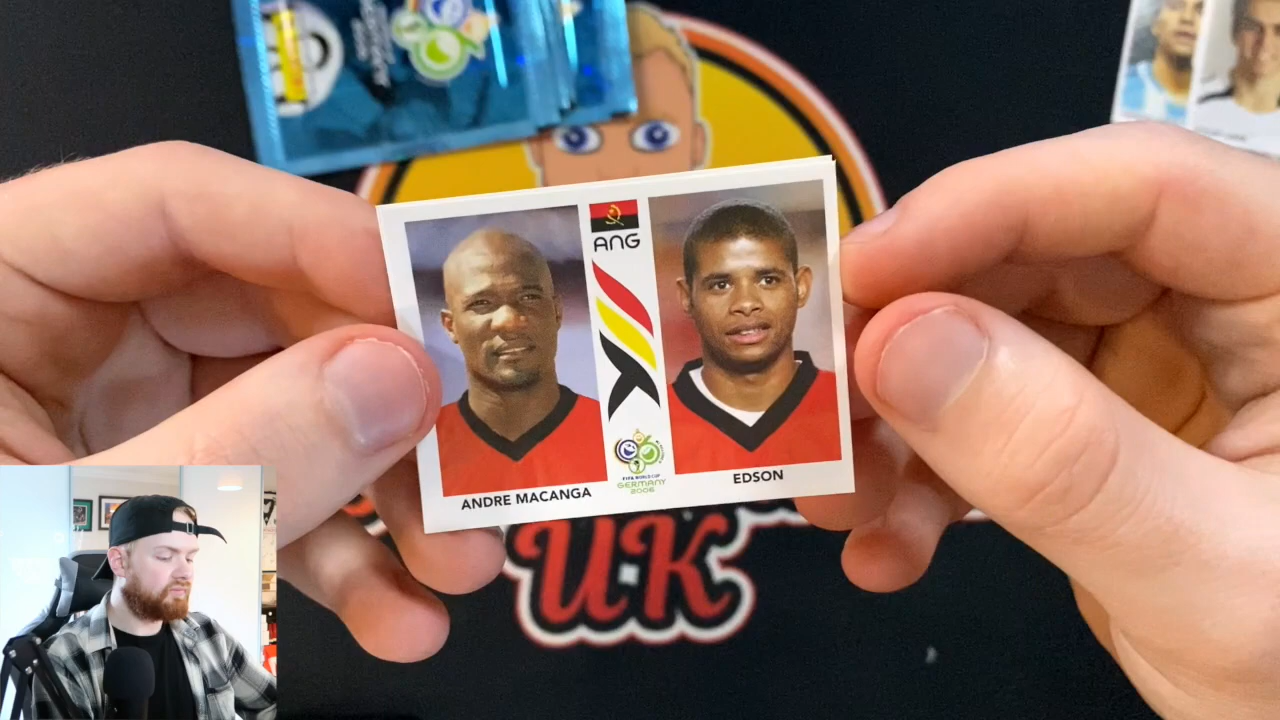 ANG
ANDRE MACANGA
EDSON
FIFA WORLD CUP
GERMANY
2006
UK